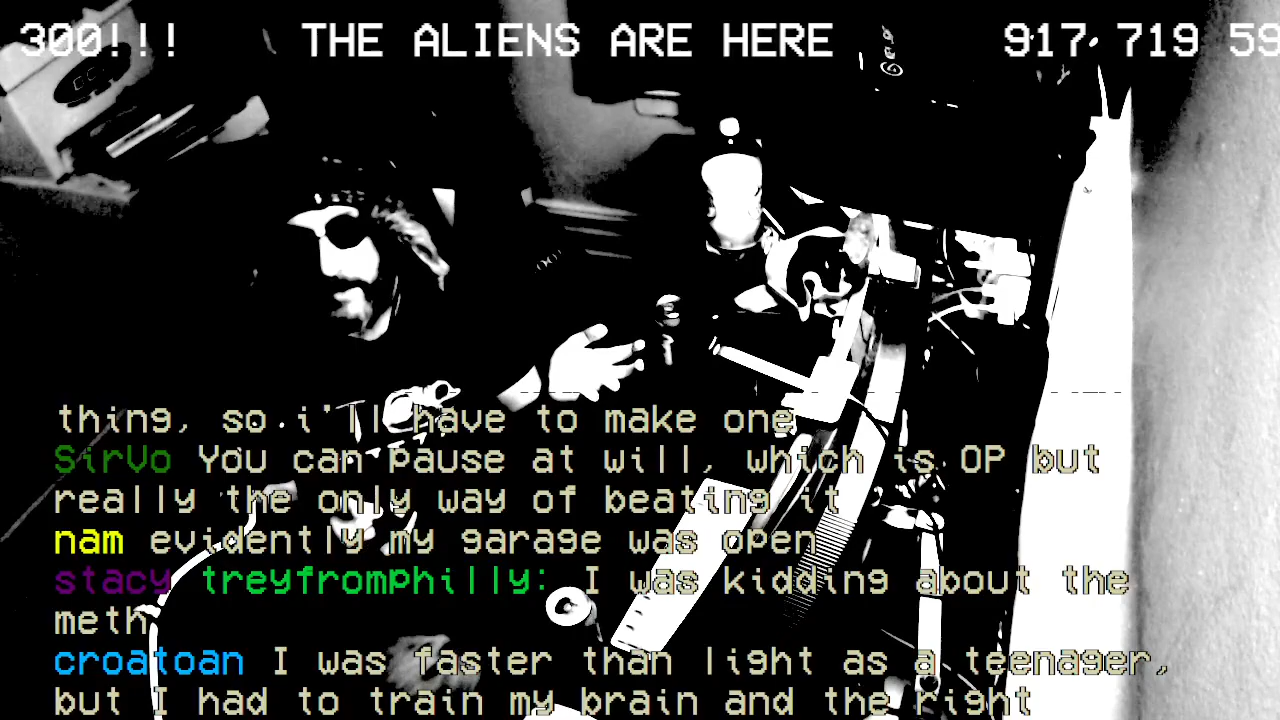 300!!! THE ALIENS ARE HERE 917 719 59
thing, so i'll have to make one
SirVo You can pause at will, which is OP but
really the only way of beating it
nam evidently my garage was open
stacy treyfromphilly: I was kidding about the
meth
croatoan I was faster than light as a teenager,
but I had to train my brain and the right